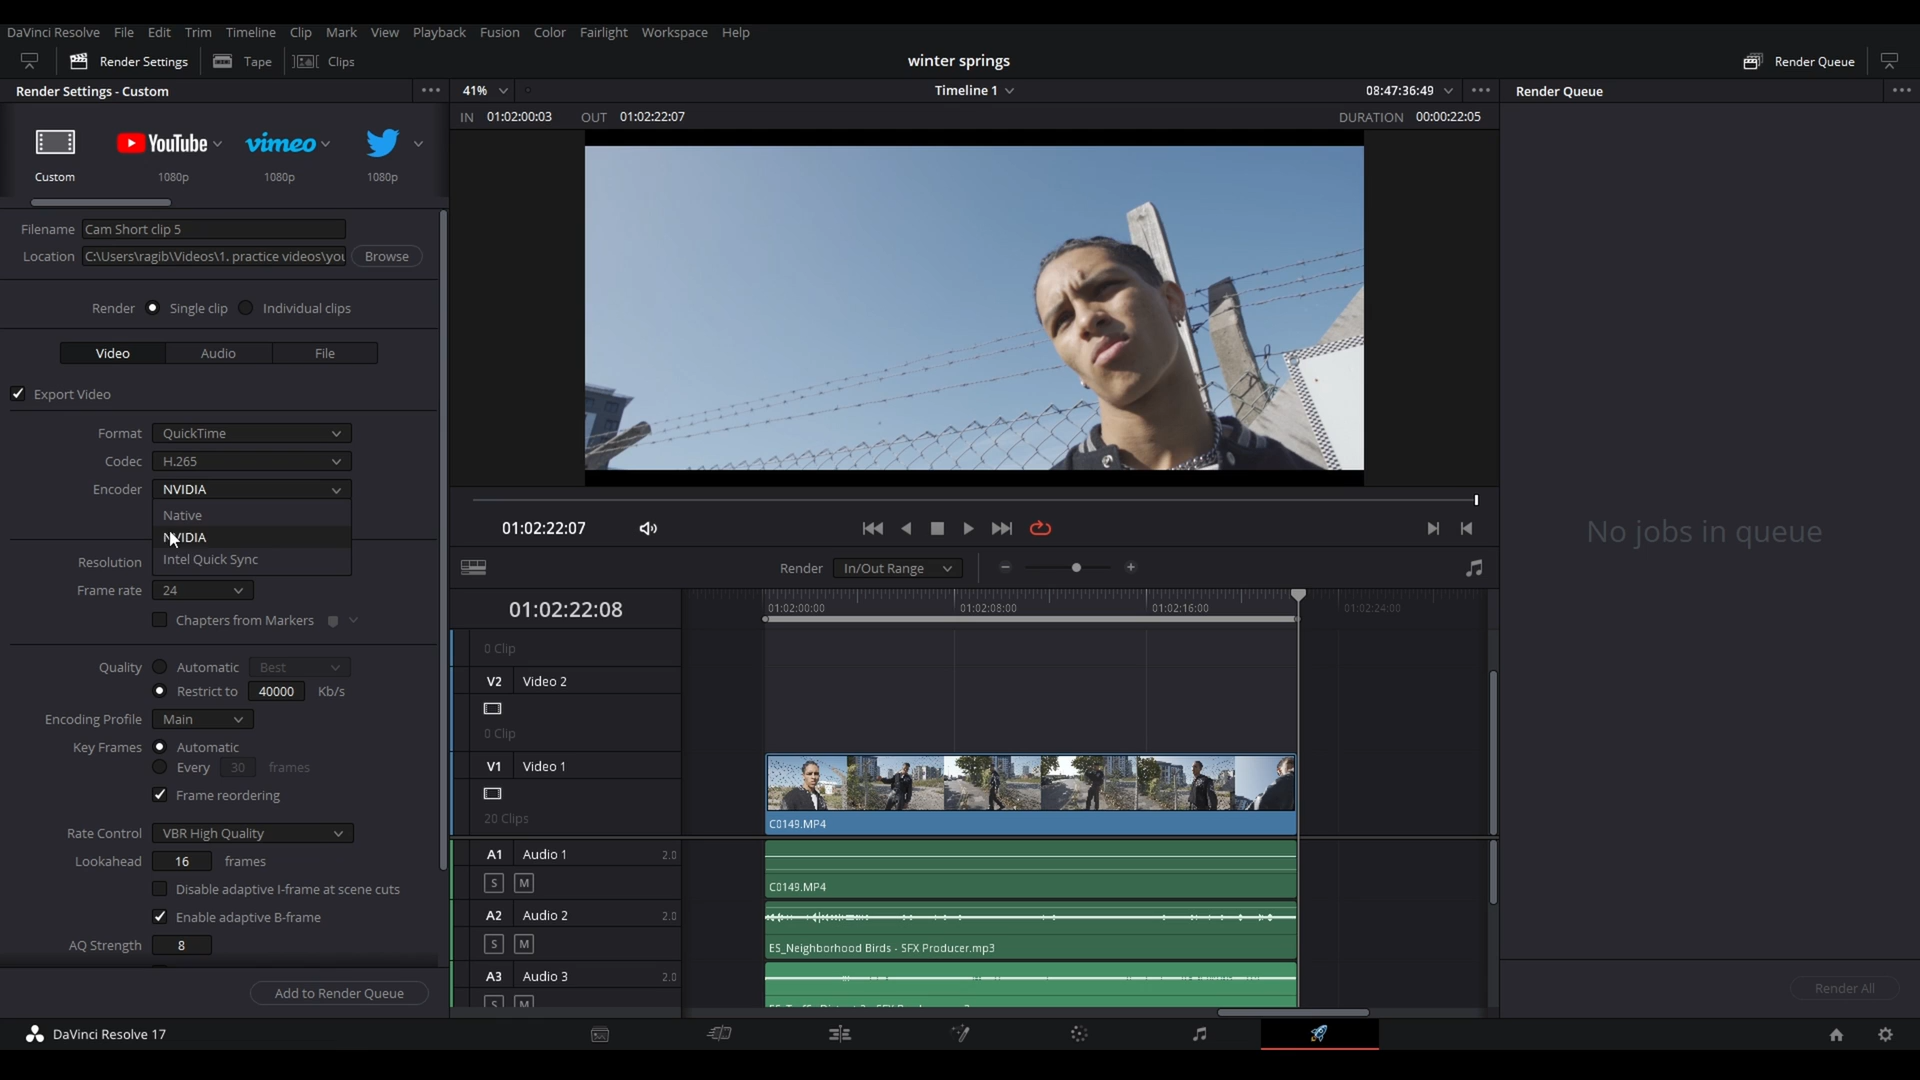 DaVinci Resolve File Edit Trim Timeline Clip Mark View Playback Fusion Color Fairlight Workspace Help
Render Settings Tape Clips winter springs Render Queue
Render Settings - Custom 41% Timeline 1 08:47:36:49 Render Queue
IN 01:02:00:03 OUT 01:02:22:07 DURATION 00:00:22:05
YouTube vimeo
Custom 1080p 1080p 1080p
Filename Cam Short clip 5
Location C:\Users\ragib\Videos\1. practice videos\you Browse
Render Single clip Individual clips
Video Audio File
Export Video
Format QuickTime
Codec H.265
Encoder NVIDIA
Native
NVIDIA
Intel Quick Sync
Resolution
Frame rate 24
Chapters from Markers
Quality Automatic Best
Restrict to 40000 Kb/s
Encoding Profile Main
Key Frames Automatic
Every 30 frames
Frame reordering
Rate Control VBR High Quality
Lookahead 16 frames
Disable adaptive I-frame at scene cuts
Enable adaptive B-frame
AQ Strength 8
Add to Render Queue
01:02:22:07
Render In/Out Range
01:02:22:08 01:02:00:00 01:02:08:00 01:02:16:00 01:02:24:00
0 Clip
V2 Video 2
0 Clip
V1 Video 1
20 Clips
C0149.MP4
A1 Audio 1 2.0
S M C0149.MP4
A2 Audio 2 2.0
S M ES_Neighborhood Birds - SFX Producer.mp3
A3 Audio 3 2.0
S M
No jobs in queue
Render All
DaVinci Resolve 17